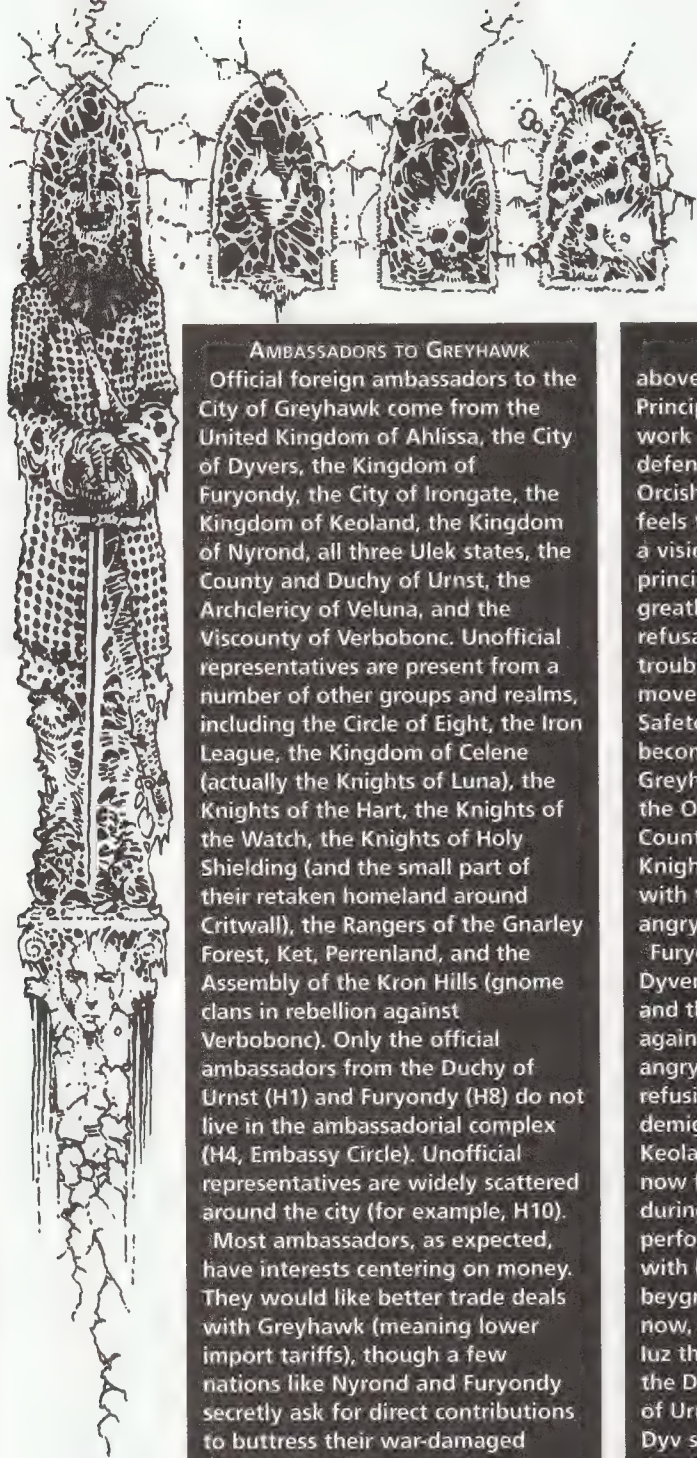 AMBASSADORS TO GREYHAWK
Official foreign ambassadors to the
City of Greyhawk come from the
United Kingdom of Ahlissa, the City
of Dyvers, the Kingdom of
Furyondy, the City of Irongate, the
Kingdom of Keoland, the Kingdom
of Nyrond, all three Ulek states, the
County and Duchy of Urnst, the
Archclericy of Veluna, and the
Viscounty of Verbobonc. Unofficial
representatives are present from a
number of other groups and realms,
including the Circle of Eight, the Iron
League, the Kingdom of Celene
(actually the Knights of Luna), the
Knights of the Hart, the Knights of
the Watch, the Knights of Holy
Shielding (and the small part of
their retaken homeland around
Critwall), the Rangers of the Gnarley
Forest, Ket, Perrenland, and the
Assembly of the Kron Hills (gnome
clans in rebellion against
Verbobonc). Only the official
ambassadors from the Duchy of
Urnst (H1) and Furyondy (H8) do not
live in the ambassadorial complex
(H4, Embassy Circle). Unofficial
representatives are widely scattered
around the city (for example, H10).
Most ambassadors, as expected,
have interests centering on money.
They would like better trade deals
with Greyhawk (meaning lower
import tariffs), though a few
nations like Nyrond and Furyondy
secretly ask for direct contributions
to buttress their war-damaged
above
Princip
work
defen
Orcish
feels
a visio
princi
greatl
refusa
troub
move
Safet
becor
Greyh
the O
Count
Knigh
with
angry
Furyo
Dyver
and th
again
angry
refusi
demig
Keola
now f
durin
perfo
with
beygr
now,
Iuz th
the D
of Ur
Dyv s